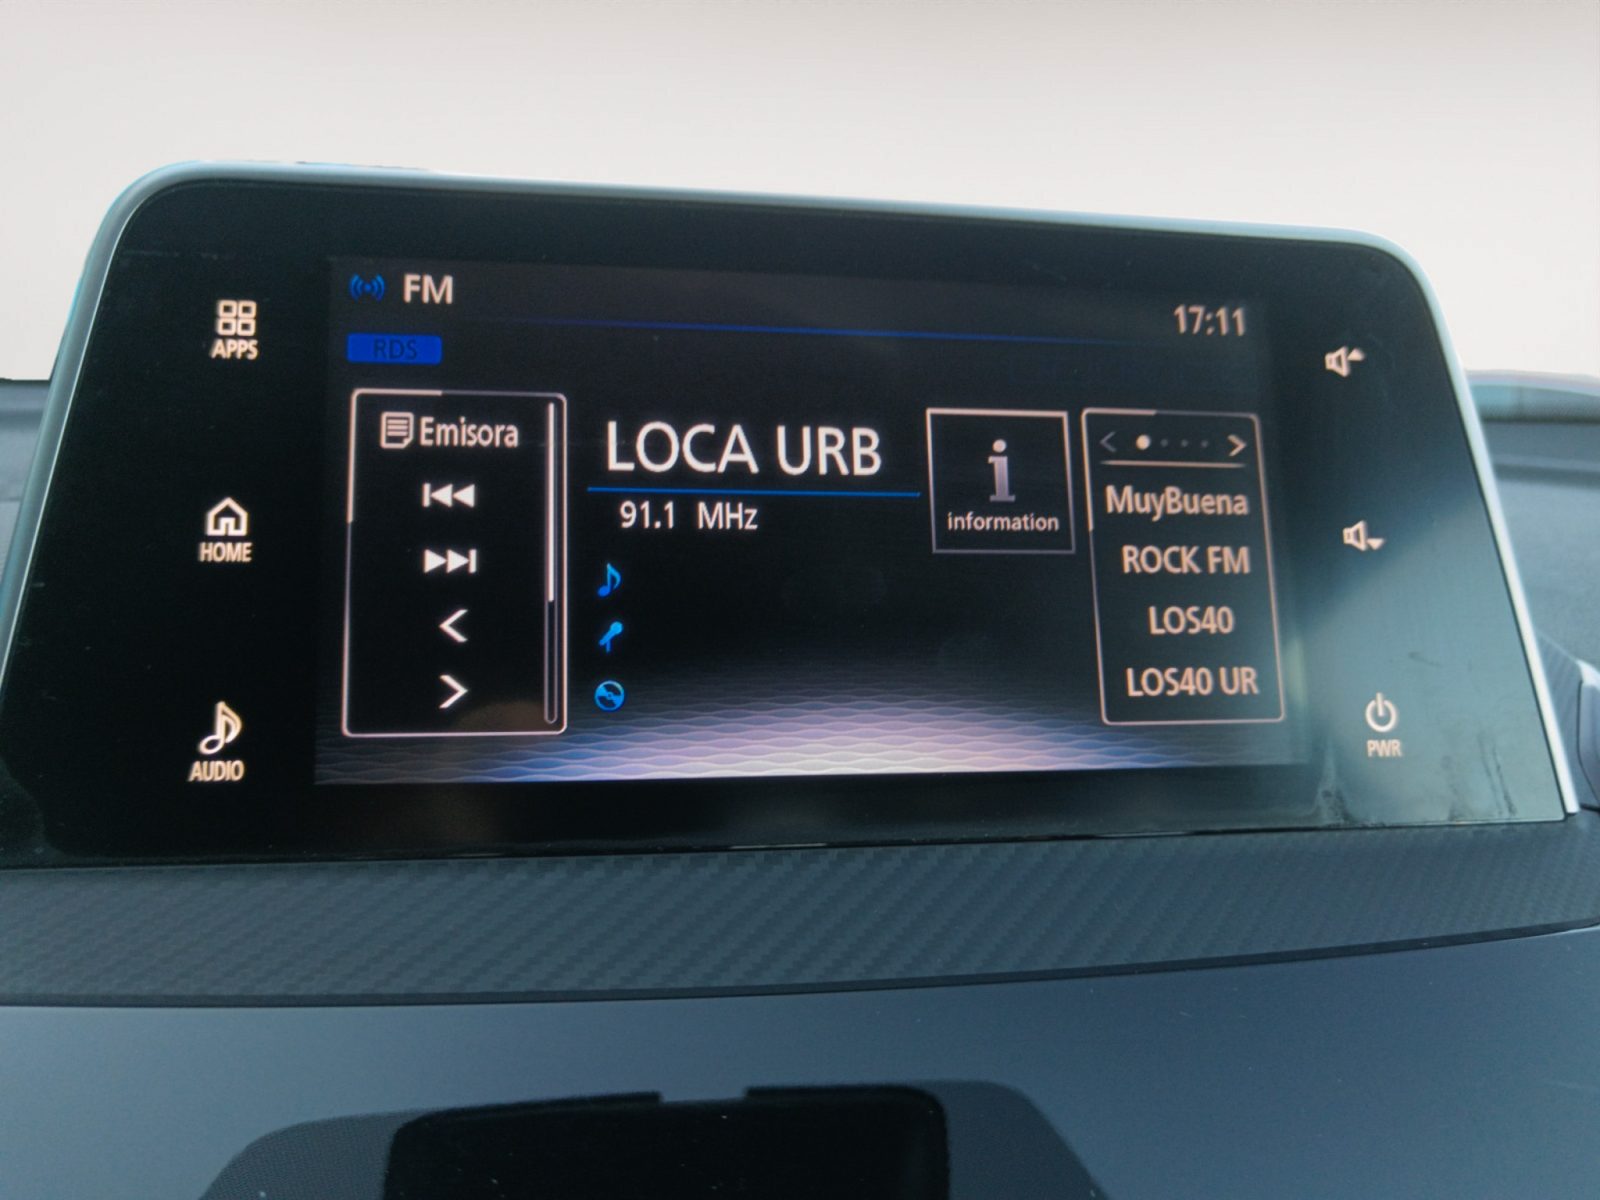 FM
17:11
RDS
APPS
HOME
AUDIO
Emisora
LOCA URB
91.1 MHz
information
MuyBuena
ROCK FM
LOS40
LOS40 UR
PWR